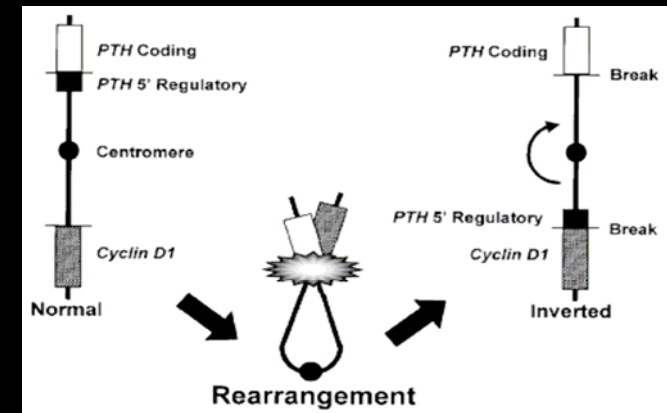 PTH Coding
PTH 5' Regulatory
Centromere
Cyclin D1
Normal
Rearrangement
PTH Coding
Break
PTH 5' Regulatory
Break
Cyclin D1
Inverted